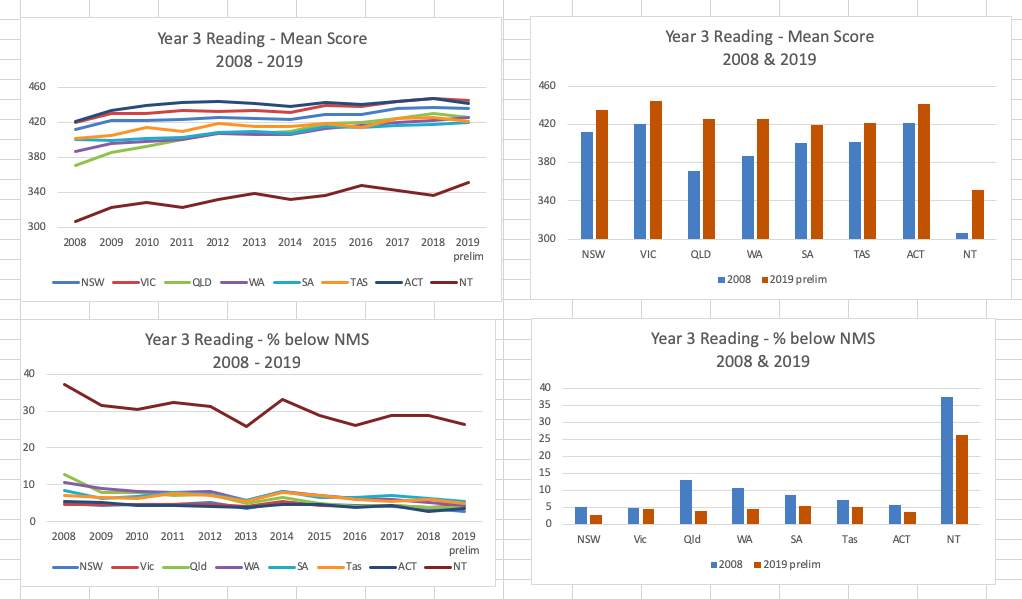 Year 3 Reading - Mean Score
2008 - 2019
460
420
380
340
300
2008 2009 2010 2011 2012 2013 2014 2015 2016 2017 2018 2019
prelim
NSW VIC QLD WA SA TAS ACT NT
Year 3 Reading - Mean Score
2008 & 2019
460
420
380
340
300
NSW VIC QLD WA SA TAS ACT NT
2008 2019 prelim
Year 3 Reading - % below NMS
2008 - 2019
40
30
20
10
0
2008 2009 2010 2011 2012 2013 2014 2015 2016 2017 2018 2019
prelim
NSW Vic Qld WA SA Tas ACT NT
Year 3 Reading - % below NMS
2008 & 2019
40
35
30
25
20
15
10
5
0
NSW Vic Qld WA SA Tas ACT NT
2008 2019 prelim